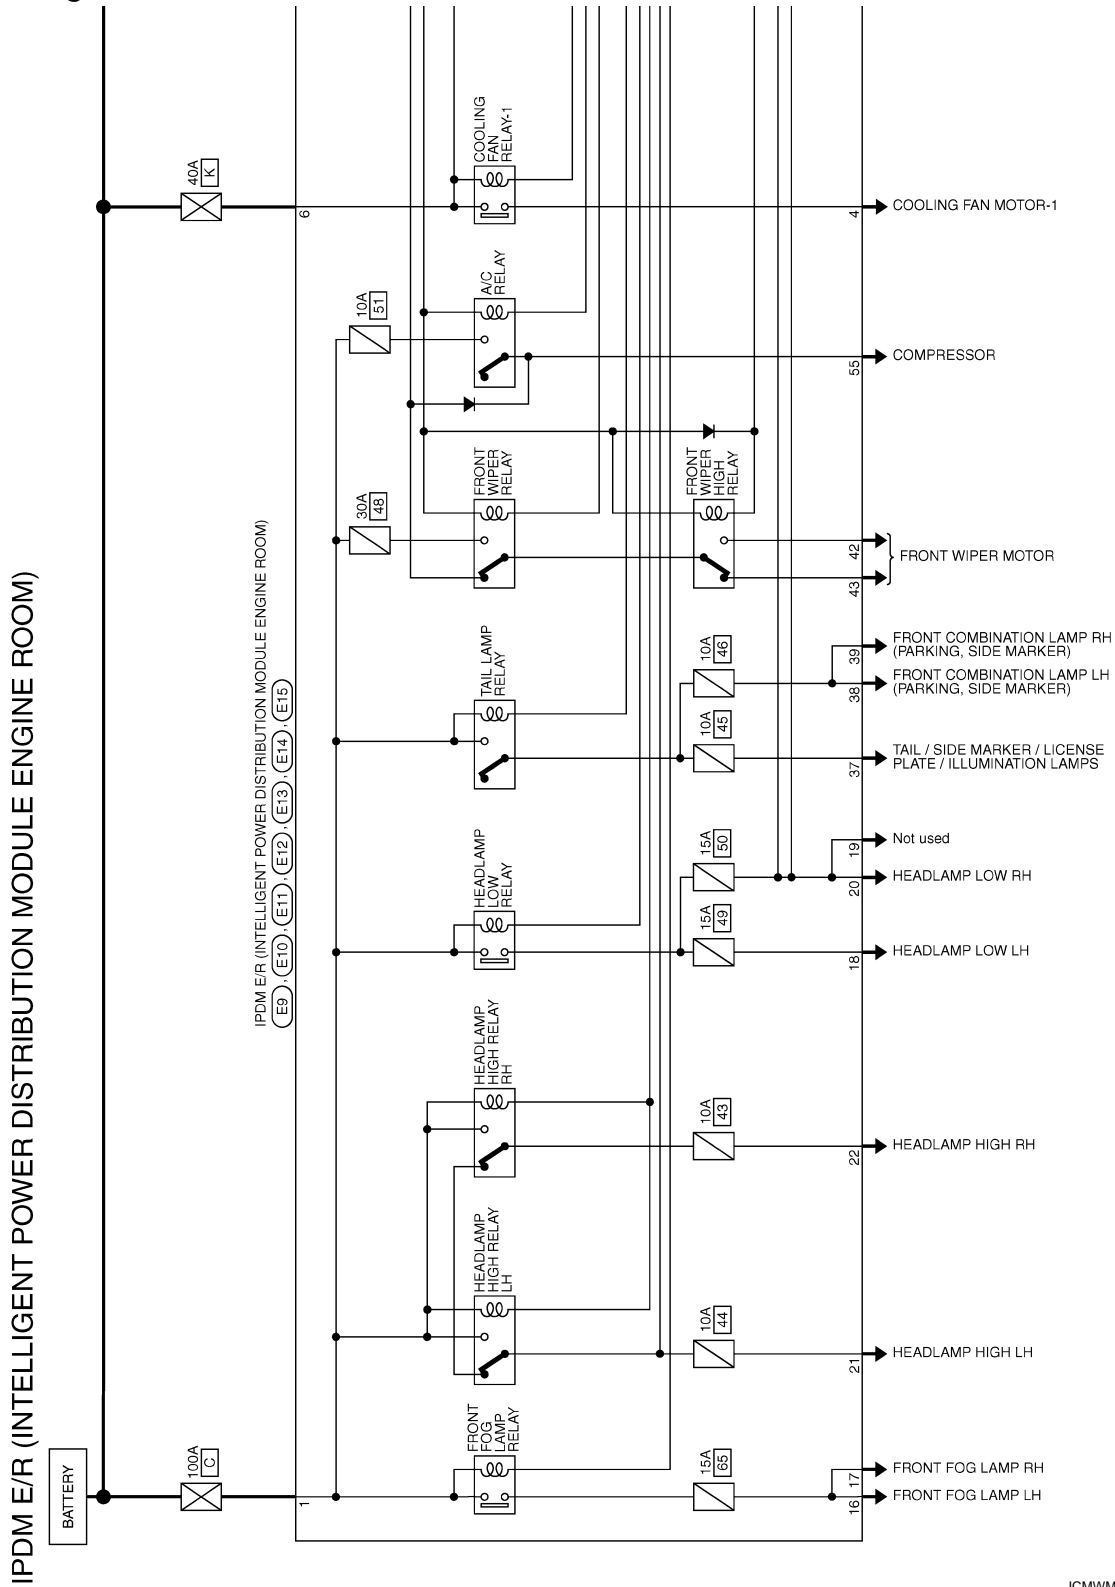 IPDM E/R (INTELLIGENT POWER DISTRIBUTION MODULE ENGINE ROOM)
BATTERY
40A
K
6
COOLING
FAN
RELAY-1
4
COOLING FAN MOTOR-1
10A
51
A/C
RELAY
55
COMPRESSOR
30A
48
FRONT
WIPER
RELAY
FRONT
WIPER
HIGH
RELAY
42
43
FRONT WIPER MOTOR
IPDM E/R (INTELLIGENT POWER DISTRIBUTION MODULE ENGINE ROOM)
E9 , E10 , E11 , E12 , E13 , E14 , E15
TAIL LAMP
RELAY
10A
46
39
FRONT COMBINATION LAMP RH
(PARKING, SIDE MARKER)
38
FRONT COMBINATION LAMP LH
(PARKING, SIDE MARKER)
10A
45
37
TAIL / SIDE MARKER / LICENSE
PLATE / ILLUMINATION LAMPS
HEADLAMP
LOW
RELAY
15A
50
19
Not used
20
HEADLAMP LOW RH
15A
49
18
HEADLAMP LOW LH
HEADLAMP
HIGH RELAY
RH
10A
43
22
HEADLAMP HIGH RH
HEADLAMP
HIGH RELAY
LH
10A
44
21
HEADLAMP HIGH LH
100A
C
1
FRONT
FOG
LAMP
RELAY
15A
65
17
FRONT FOG LAMP RH
16
FRONT FOG LAMP LH